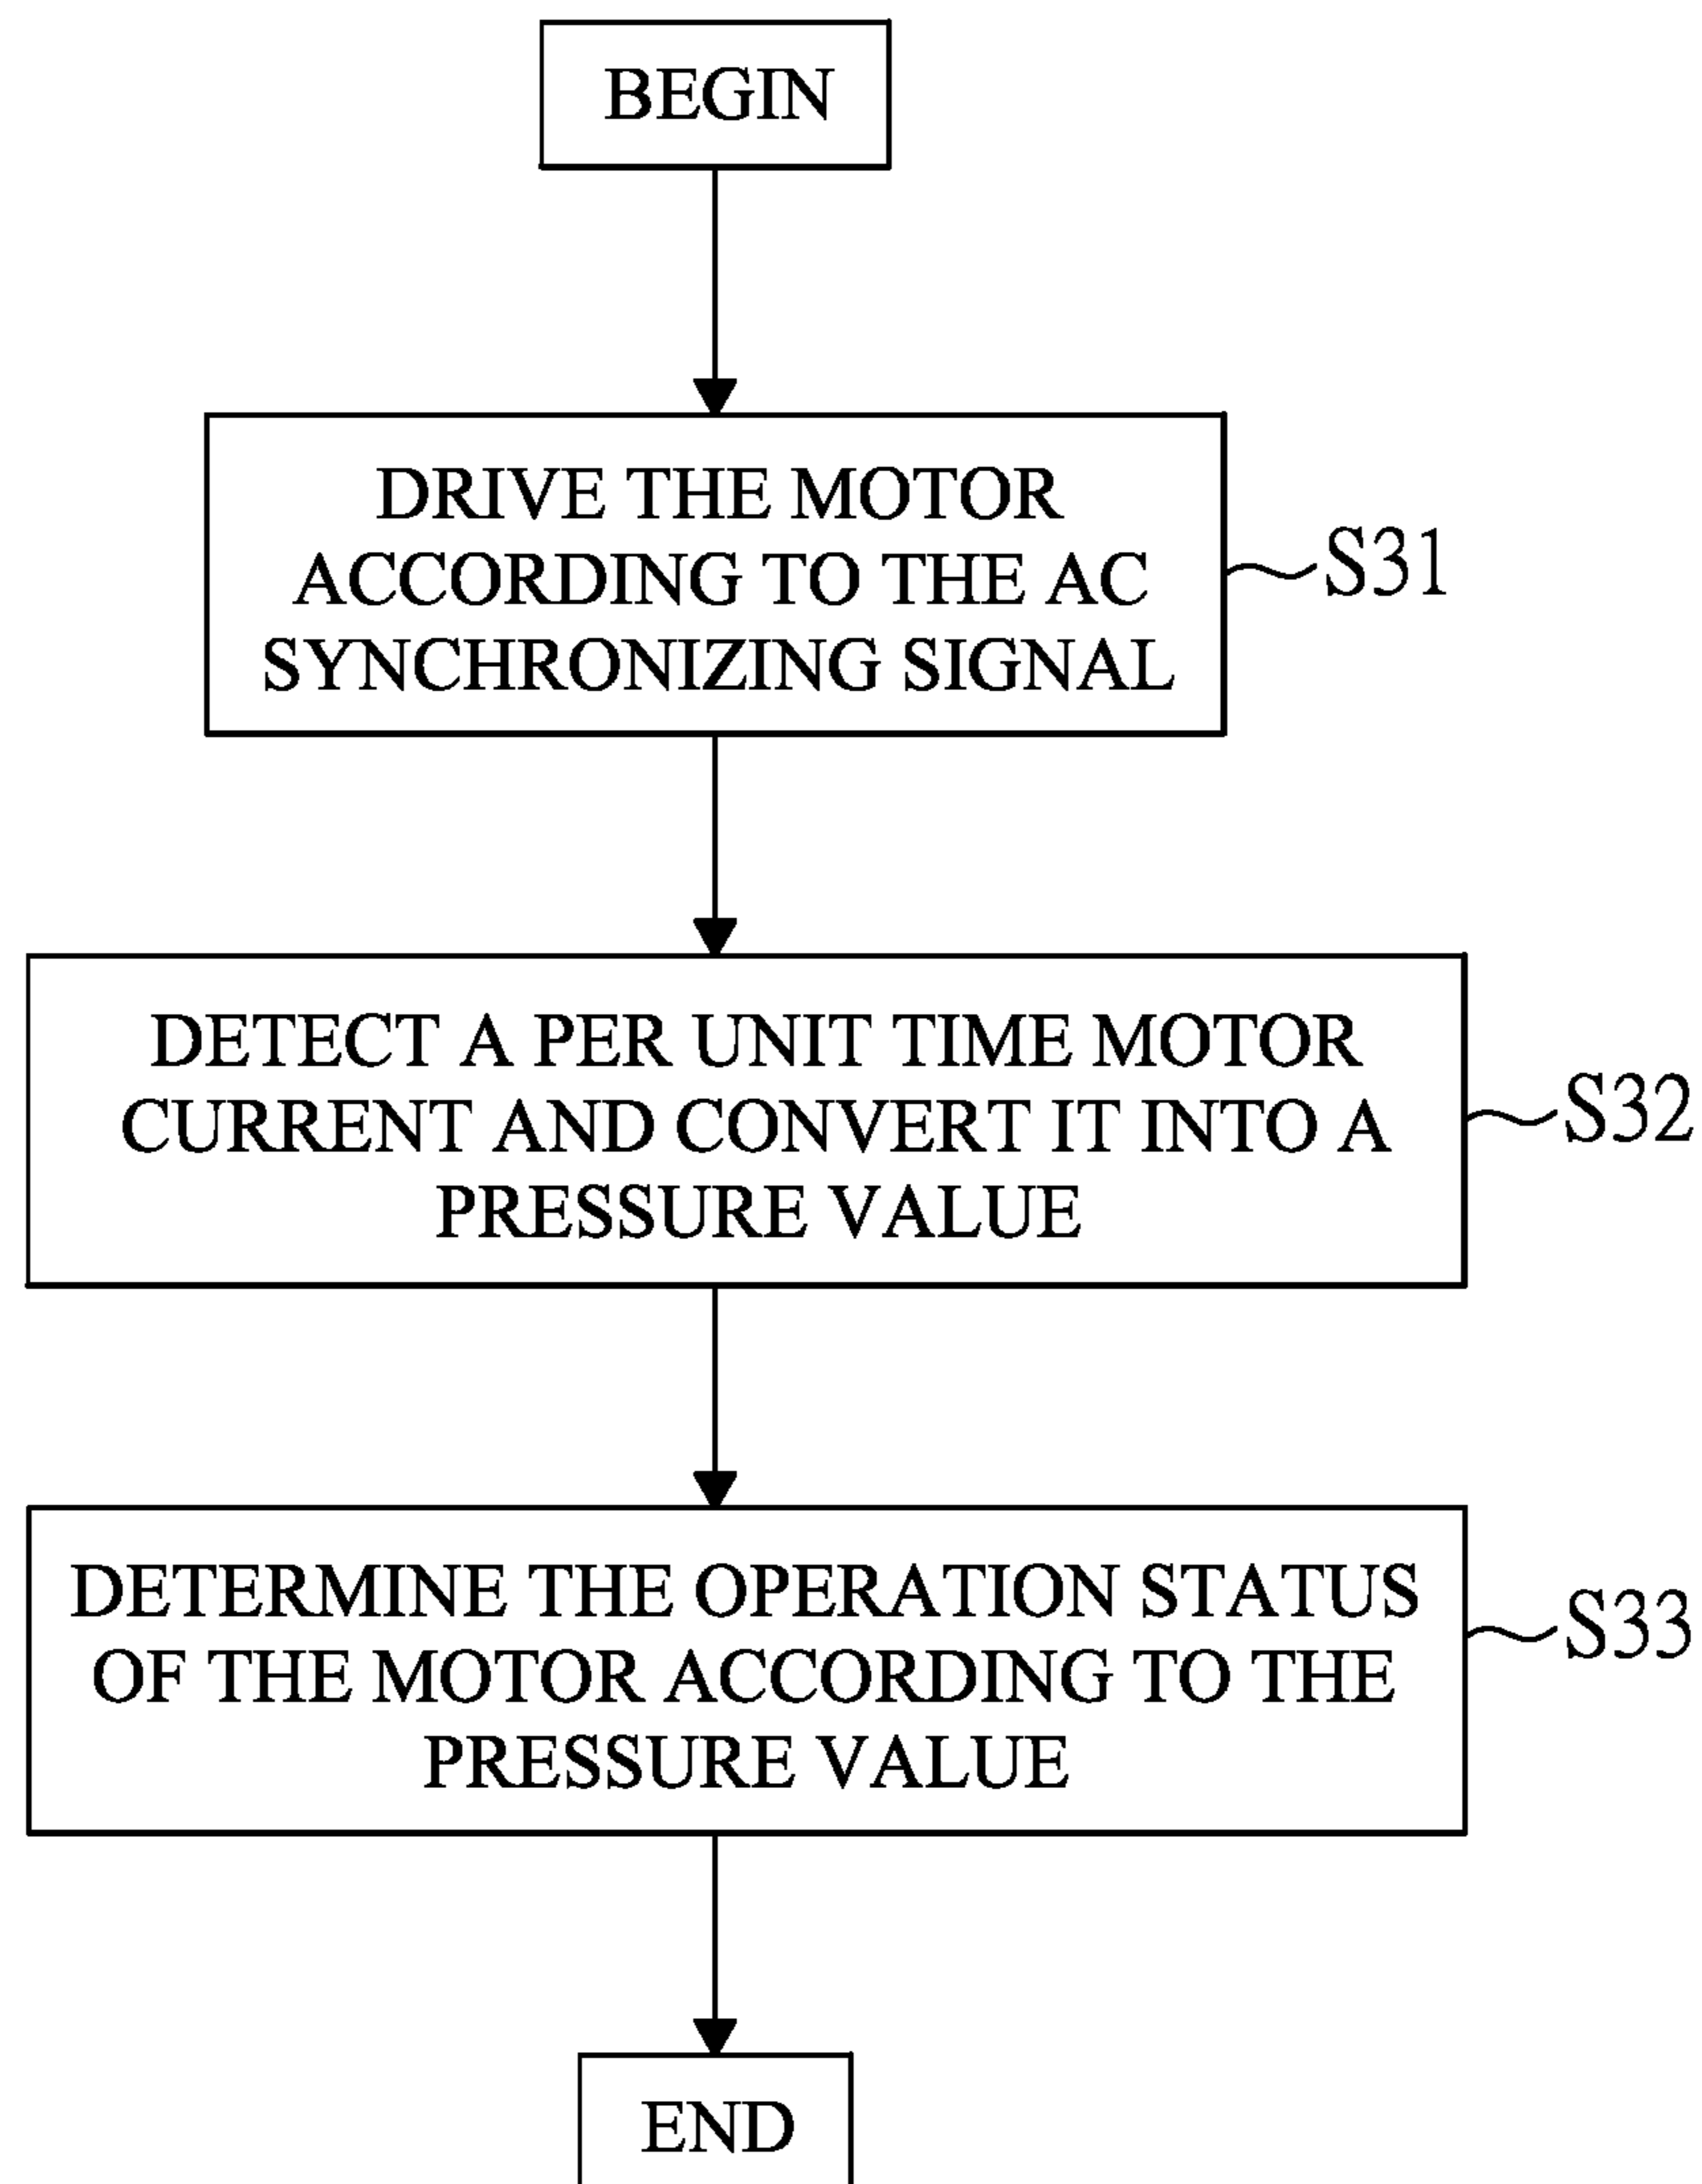 BEGIN
DRIVE THE MOTOR
ACCORDING TO THE AC
SYNCHRONIZING SIGNAL
S31
DETECT A PER UNIT TIME MOTOR
CURRENT AND CONVERT IT INTO A
PRESSURE VALUE
S32
DETERMINE THE OPERATION STATUS
OF THE MOTOR ACCORDING TO THE
PRESSURE VALUE
S33
END